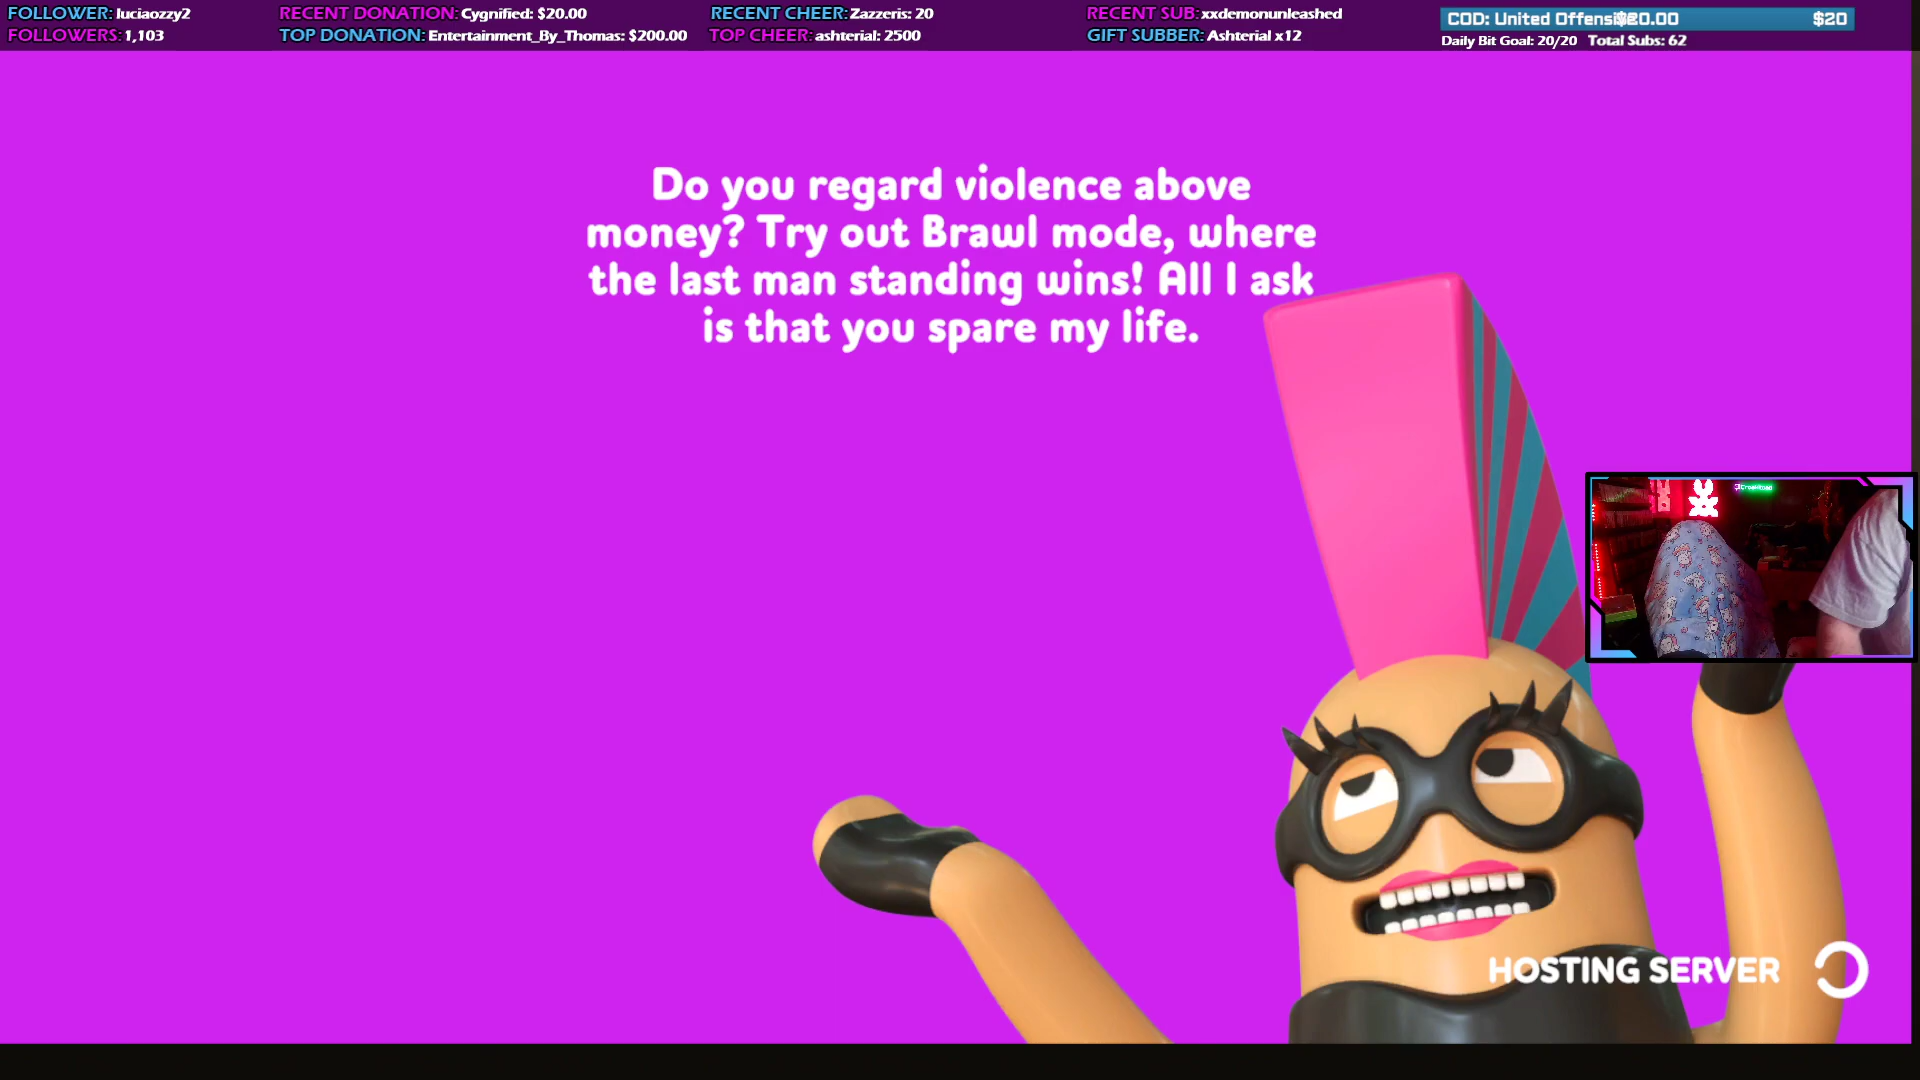 FOLLOWER: luciaozzy2
FOLLOWERS: 1,103
RECENT DONATION: Cygnified: $20.00
TOP DONATION: Entertainment_By_Thomas: $200.00
RECENT CHEER: Zazzeris: 20
TOP CHEER: ashterial: 2500
RECENT SUB: xxdemonunleashed
GIFT SUBBER: Ashterial x12
COD: United Offensi $20
Daily Bit Goal: 20/20 Total Subs: 62
Do you regard violence above
money? Try out Brawl mode, where
the last man standing wins! All I ask
is that you spare my life.
HOSTING SERVER